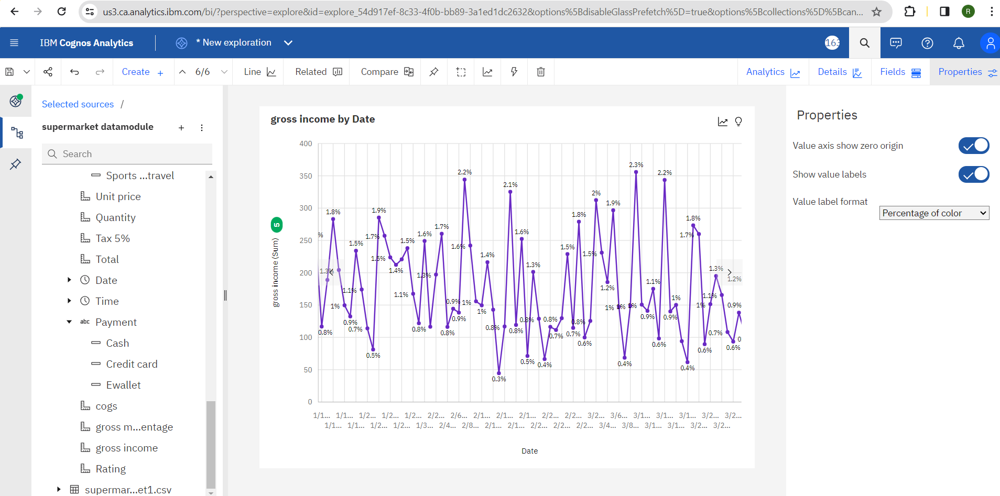 us3.ca.analytics.ibm.com/bi/?perspective=explore&id=explore_54d917ef-8c33-4f0b-bb89-3a1ed1dc2632&options%5BdisableGlassPrefetch%5D=true&options%5Bcollections%5D%5Bcan...
R
IBM Cognos Analytics
* New exploration
163
Create
6/6
Line
Related
Compare
Analytics
Details
Fields
Properties
Selected sources /
supermarket datamodule
Search
Sports ...travel
Unit price
Quantity
Tax 5%
Total
Date
Time
abc Payment
Cash
Credit card
Ewallet
cogs
gross m...entage
gross income
Rating
supermar...et1.csv
gross income by Date
5
gross income (Sum)
400
350
300
250
200
150
100
50
0
2.3%
2.2%
2.2%
2.1%
2%
1.9%
1.8%
1.9%
1.8%
1.8%
1.7%
1.6%
1.6%
%
1.7%
1.7%
1.5%
1.5%
1.6%
1.5%
1.5%
1.4%
1.5%
1.3%
1.3%
1.3%
1.4%
1.3%
1.2%
1.1%
1.2%
1.1%
1.1%
1.1%
1%
0.9%
1%
1%
1%
1%
1%
1%
1%
0.9%
0.9%
0.9%
0.9%
0.9%
0.8%
0.8%
0.8%
0.8%
0.8%
0.7%
0.8%
0.8%
0.8%
0.8%
0.7%
0.7%
0.7%
0
0.6%
0.6%
0.6%
0.6%
0.5%
0.5%
0.4%
0.4%
0.4%
0.3%
1/1... 1/1... 1/2... 1/2... 1/2... 2/2... 2/6... 2/1... 2/1... 2/1... 2/2... 2/2... 3/2... 3/6... 3/1... 3/1... 3/1... 3/2... 3/2...
1/1... 1/1... 1/2... 1/2... 1/3... 2/4... 2/8... 2/1... 2/1... 2/2... 2/2... 2/2... 3/4... 3/8... 3/1... 3/1... 3/2... 3/2...
Date
Properties
Value axis show zero origin
Show value labels
Value label format
Percentage of color